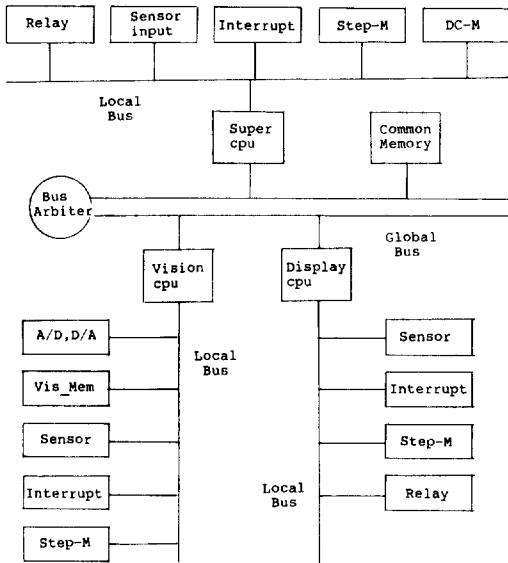 Relay
Sensor
input
Interrupt
Step-M
DC-M
Local
Bus
Super
cpu
Common
Memory
Bus
Arbiter
Global
Bus
Vision
cpu
Display
cpu
A/D,D/A
Vis_Mem
Sensor
Interrupt
Step-M
Local
Bus
Sensor
Interrupt
Step-M
Relay
Local
Bus